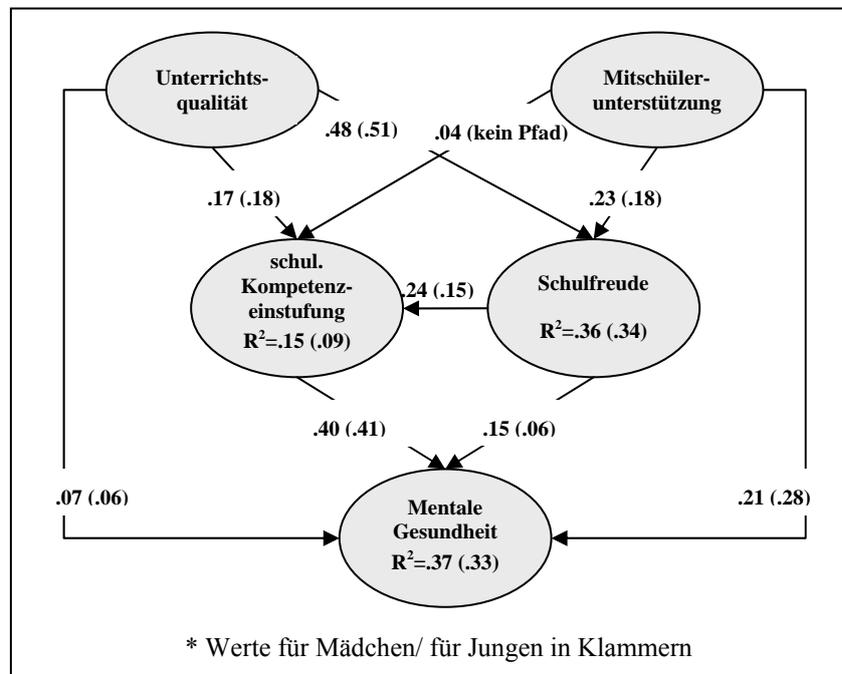 Unterrichts-
qualität
Mitschüler-
unterstützung
.48 (.51)
.04 (kein Pfad)
.17 (.18)
.23 (.18)
schul.
Kompetenz-
einstufung
R²=.15 (.09)
.24 (.15)
Schulfreude
R²=.36 (.34)
.40 (.41)
.15 (.06)
.07 (.06)
.21 (.28)
Mentale
Gesundheit
R²=.37 (.33)
* Werte für Mädchen/ für Jungen in Klammern